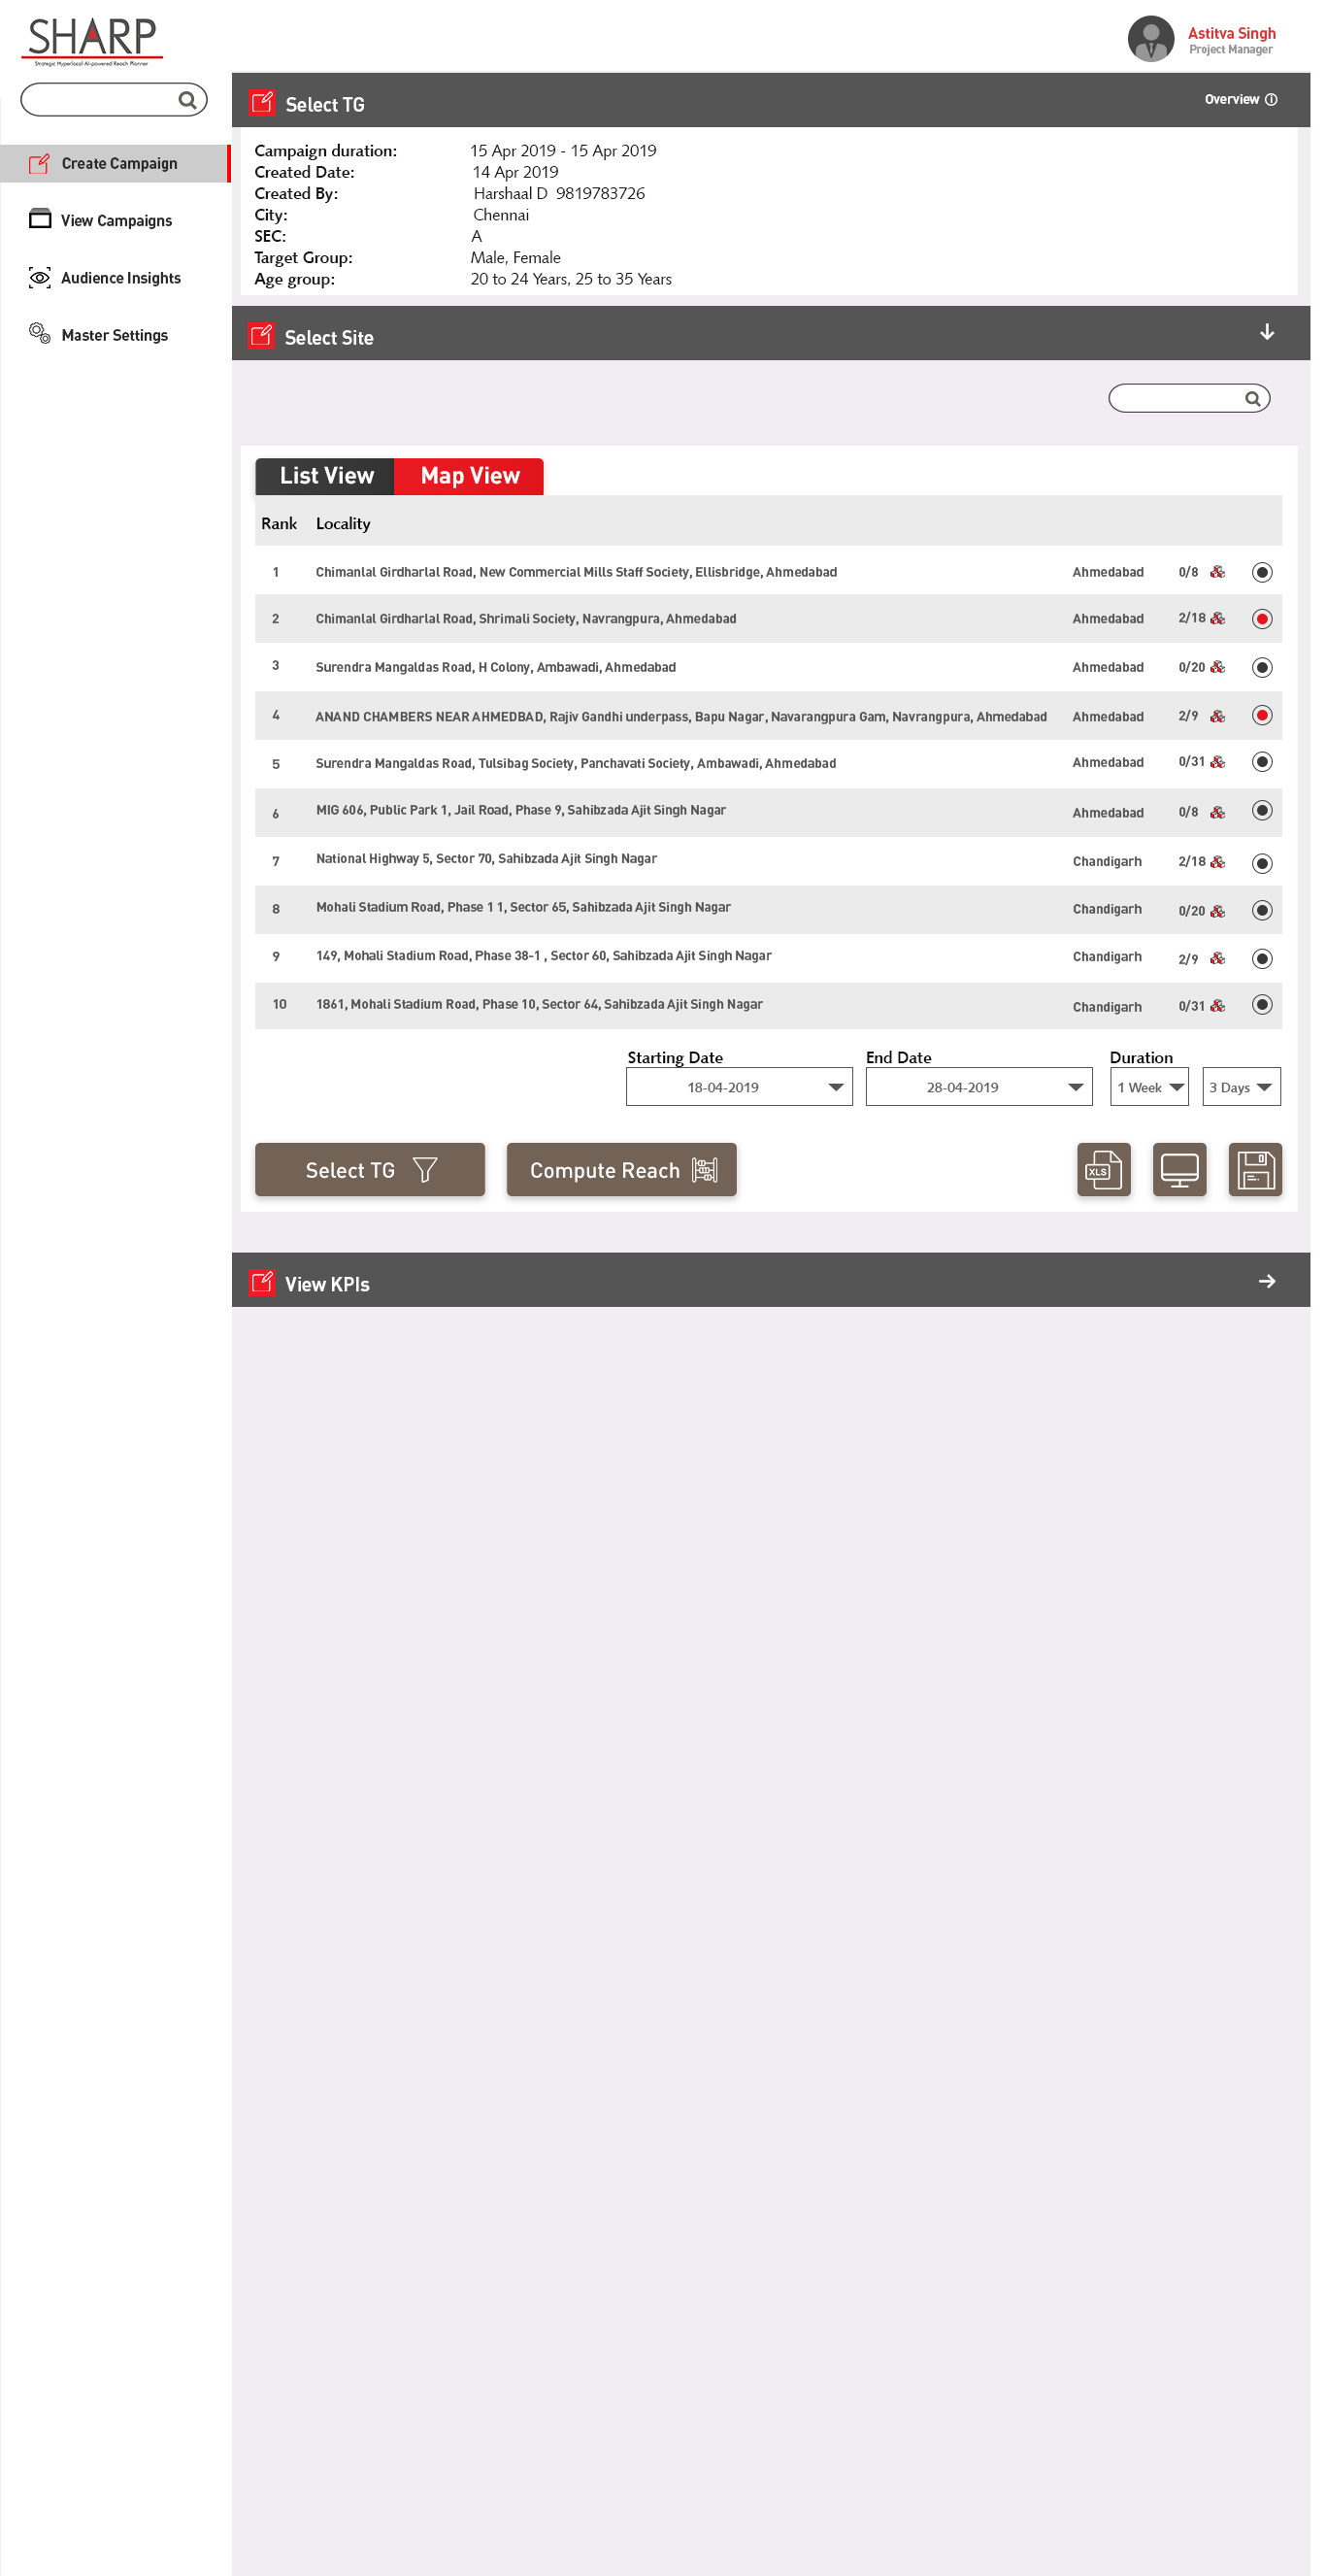 SHARP
Strategic Hyperlocal AI-powered Reach Planner
Astitva Singh
Project Manager
Create Campaign
View Campaigns
Audience Insights
Master Settings
Select TG
Overview
Campaign duration: 15 Apr 2019 - 15 Apr 2019
Created Date: 14 Apr 2019
Created By: Harshaal D 9819783726
City: Chennai
SEC: A
Target Group: Male, Female
Age group: 20 to 24 Years, 25 to 35 Years
Select Site
List View Map View
Rank Locality
1 Chimanlal Girdharlal Road, New Commercial Mills Staff Society, Ellisbridge, Ahmedabad Ahmedabad 0/8
2 Chimanlal Girdharlal Road, Shrimali Society, Navrangpura, Ahmedabad Ahmedabad 2/18
3 Surendra Mangaldas Road, H Colony, Ambawadi, Ahmedabad Ahmedabad 0/20
4 ANAND CHAMBERS NEAR AHMEDBAD, Rajiv Gandhi underpass, Bapu Nagar, Navarangpura Gam, Navrangpura, Ahmedabad Ahmedabad 2/9
5 Surendra Mangaldas Road, Tulsibag Society, Panchavati Society, Ambawadi, Ahmedabad Ahmedabad 0/31
6 MIG 606, Public Park 1, Jail Road, Phase 9, Sahibzada Ajit Singh Nagar Ahmedabad 0/8
7 National Highway 5, Sector 70, Sahibzada Ajit Singh Nagar Chandigarh 2/18
8 Mohali Stadium Road, Phase 1 1, Sector 65, Sahibzada Ajit Singh Nagar Chandigarh 0/20
9 149, Mohali Stadium Road, Phase 38-1 , Sector 60, Sahibzada Ajit Singh Nagar Chandigarh 2/9
10 1861, Mohali Stadium Road, Phase 10, Sector 64, Sahibzada Ajit Singh Nagar Chandigarh 0/31
Starting Date End Date Duration
18-04-2019 28-04-2019 1 Week 3 Days
Select TG Compute Reach XLS
View KPIs